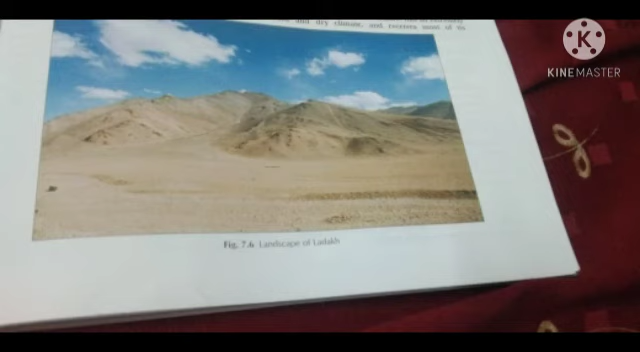 and dry climate, and receives most of its
KINEMASTER
Fig. 7.6 Landscape of Ladakh